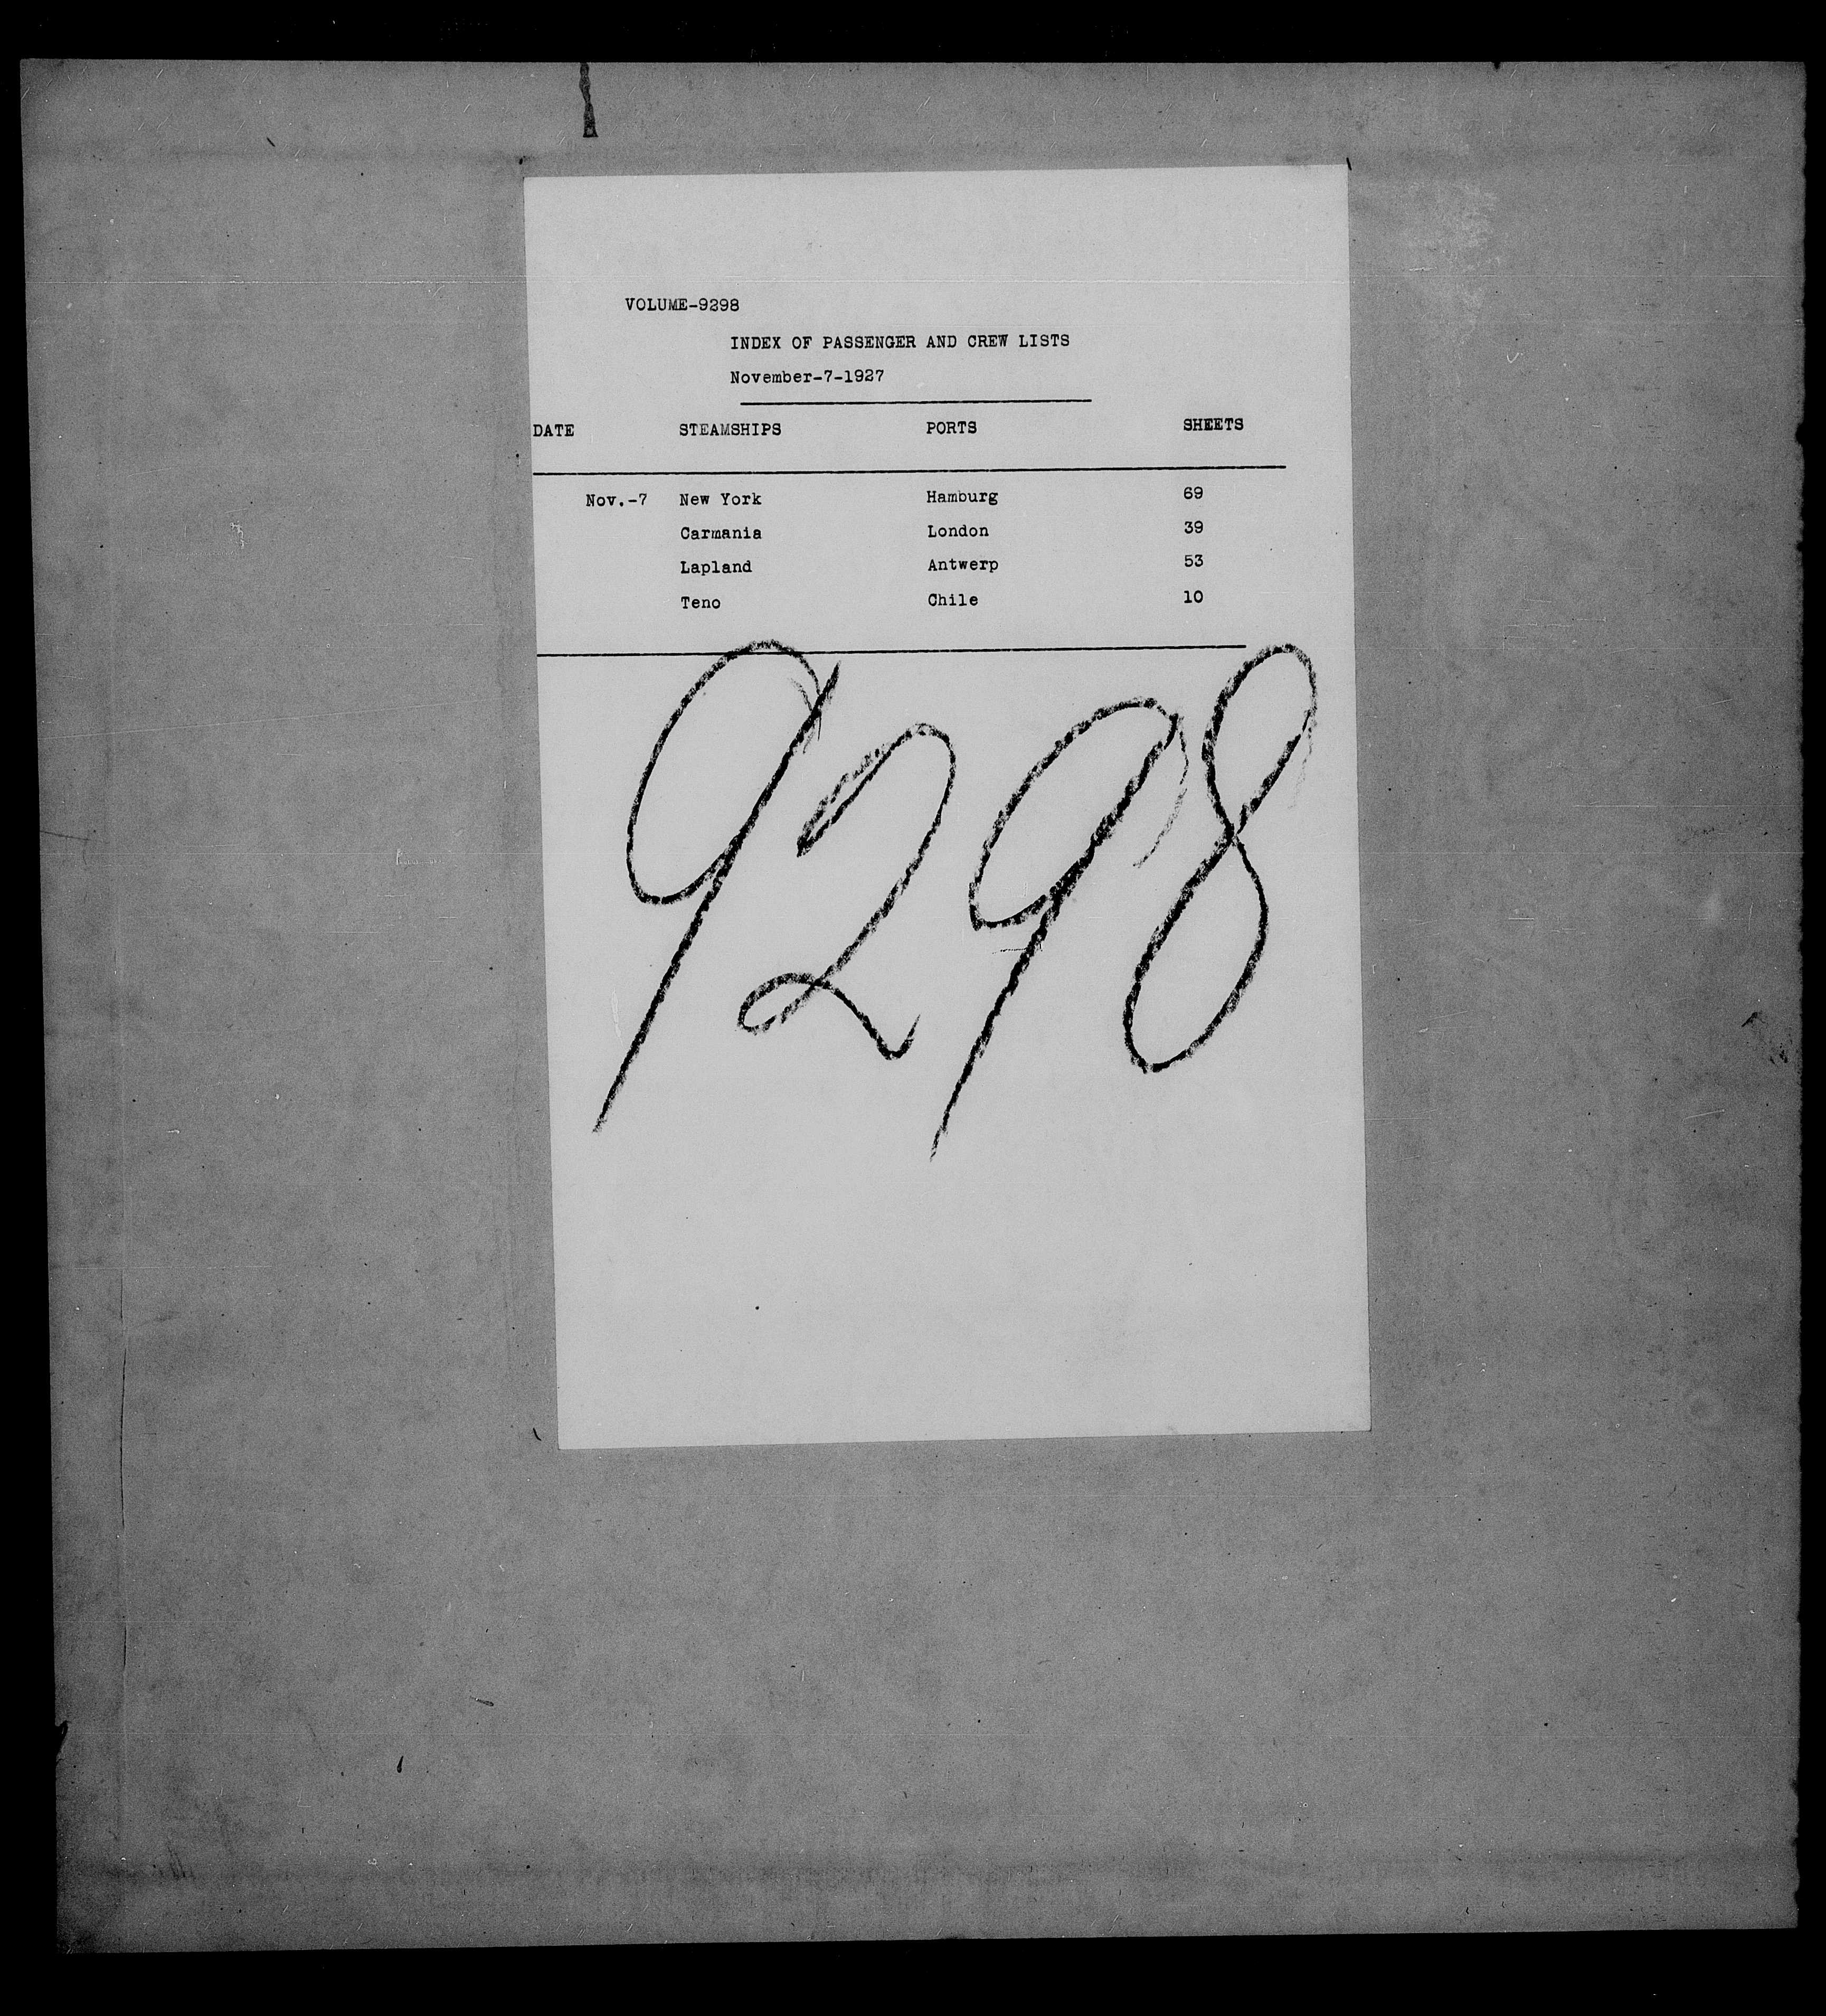 VOLUME-9298
INDEX OF PASSENGER AND CREW LISTS
November-7-1927
DATE STEAMSHIPS PORTS SHEETS
Nov.-7 New York Hamburg 69
Carmania London 39
Lapland Antwerp 53
Teno Chile 10
9298